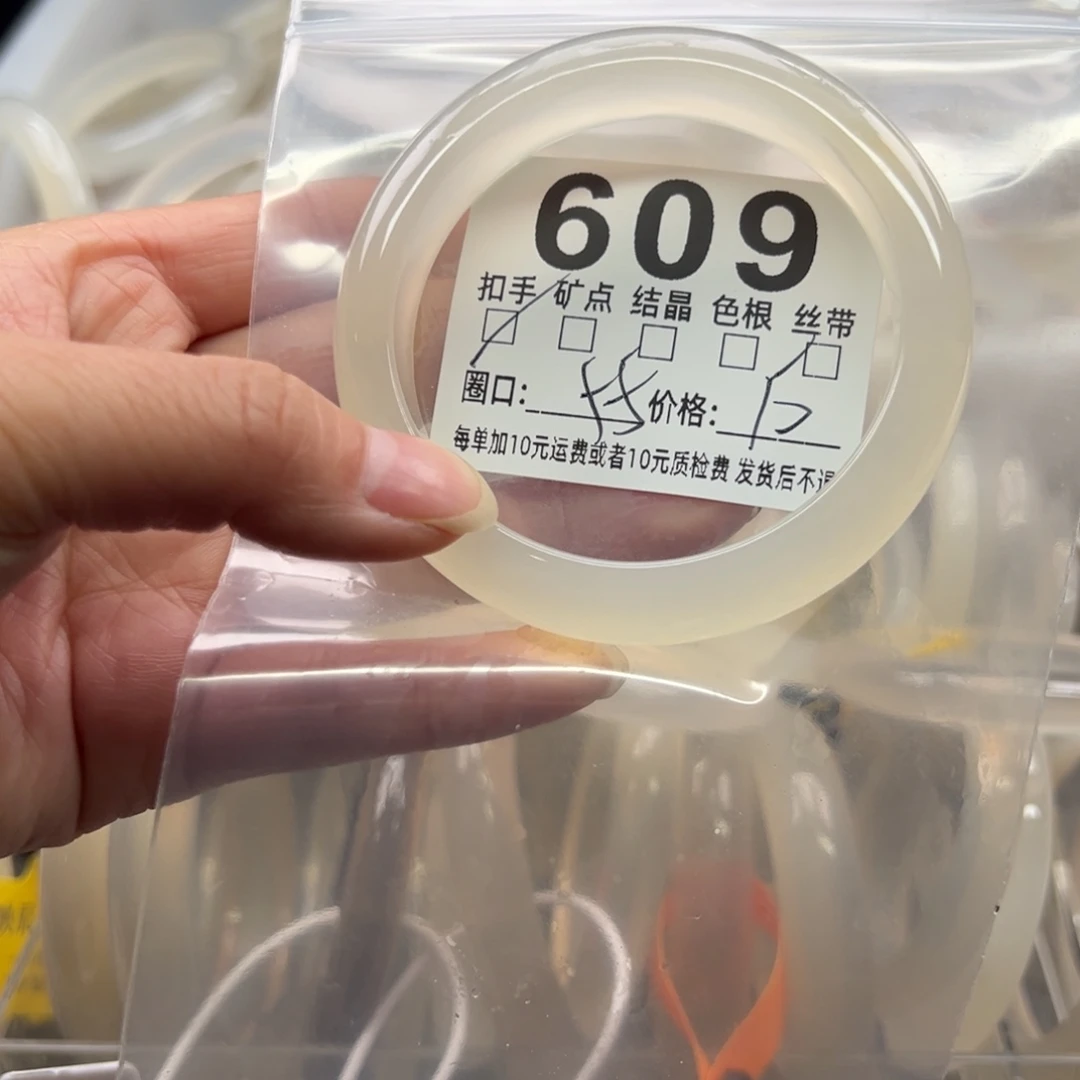 609
扣手 矿点 结晶 色根 丝带
圈口: 价格:
每单加10元运费或者10元质检费 发货后不